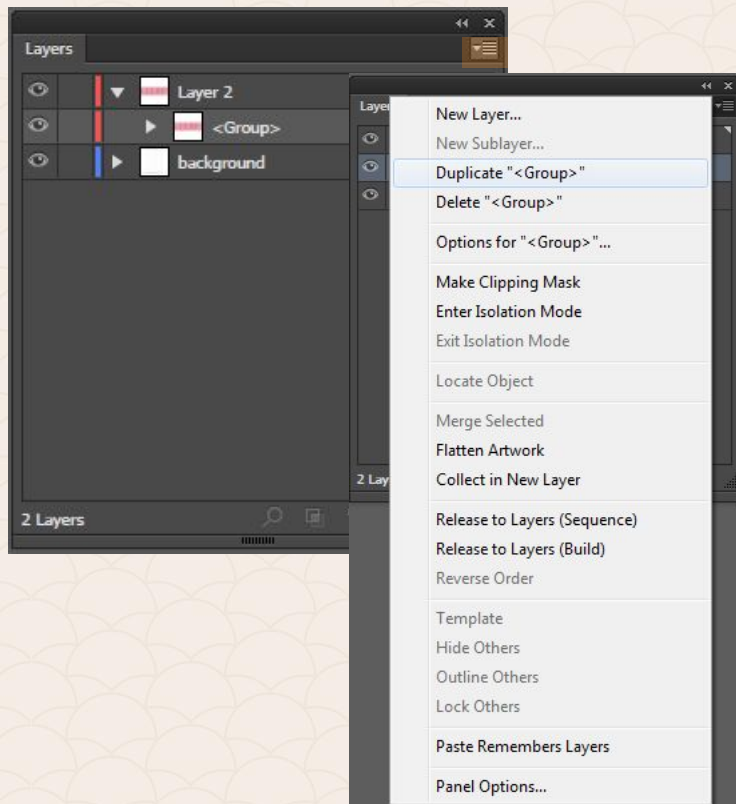 Layers
Layer 2
<Group>
background
2 Layers
Laye
2 Lay
New Layer...
New Sublayer...
Duplicate "<Group>"
Delete "<Group>"
Options for "<Group>"...
Make Clipping Mask
Enter Isolation Mode
Exit Isolation Mode
Locate Object
Merge Selected
Flatten Artwork
Collect in New Layer
Release to Layers (Sequence)
Release to Layers (Build)
Reverse Order
Template
Hide Others
Outline Others
Lock Others
Paste Remembers Layers
Panel Options...